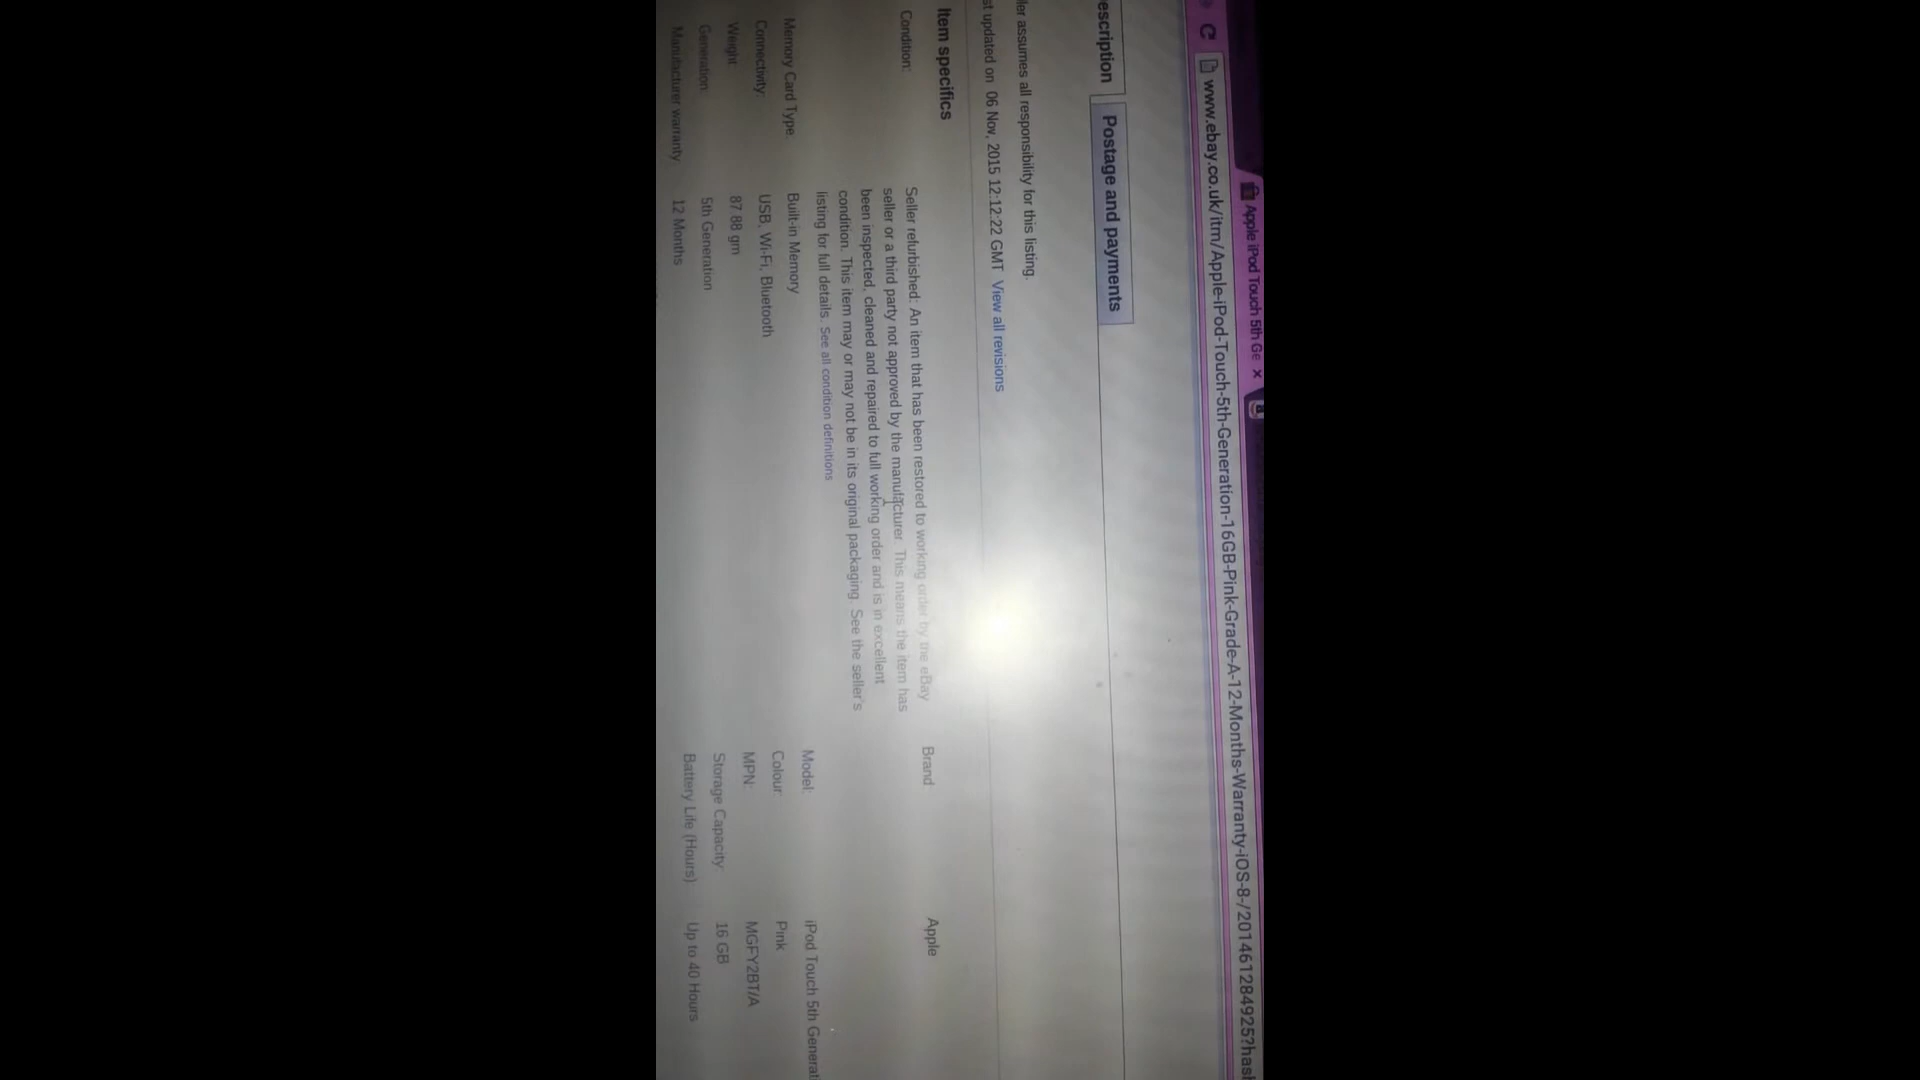 Apple iPod Touch 5th Ge ×
www.ebay.co.uk/itm/Apple-iPod-Touch-5th-Generation-16GB-Pink-Grade-A-12-Months-Warranty-iOS-8-/201461284925?hash
escription
Postage and payments
ller assumes all responsibility for this listing.
st updated on 06 Nov, 2015 12:12:22 GMT View all revisions
Item specifics
Condition:
Seller refurbished: An item that has been restored to working order by the eBay
seller or a third party not approved by the manufacturer. This means the item has
been inspected, cleaned and repaired to full working order and is in excellent
condition. This item may or may not be in its original packaging. See the seller's
listing for full details. See all condition definitions
Brand
Apple
Memory Card Type:
Built-in Memory
Model:
iPod Touch 5th Generati
Connectivity:
USB, Wi-Fi, Bluetooth
Colour:
Pink
Weight:
87.88 gm
MPN:
MGFY2BT/A
Generation:
5th Generation
Storage Capacity:
16 GB
Manufacturer warranty:
12 Months
Battery Life (Hours)
Up to 40 Hours